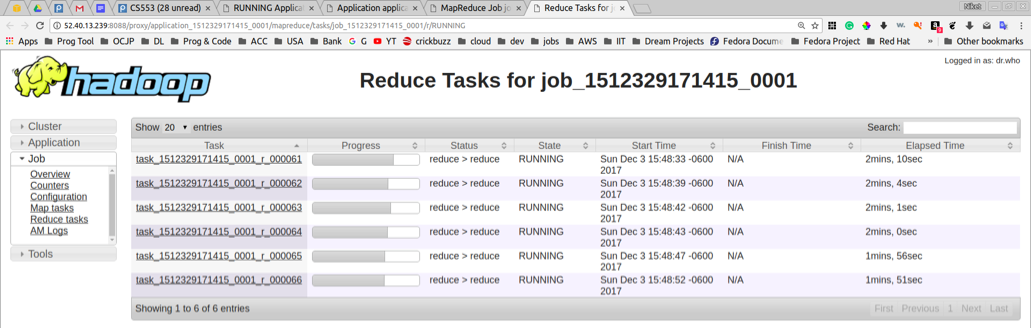 Niket
CS553 (28 unread)
RUNNING Applica
Application applica
MapReduce Job jo
Reduce Tasks for jo
52.40.13.239:8088/proxy/application_1512329171415_0001/mapreduce/tasks/job_1512329171415_0001/r/RUNNING
Apps Prog Tool OCJP DL Prog & Code ACC USA Bank G YT crickbuzz cloud dev jobs AWS IIT Dream Projects Fedora Docume Fedora Project Red Hat » Other bookmarks
Logged in as: dr.who
hadoop
Reduce Tasks for job_1512329171415_0001
Cluster
Application
Job
Overview
Counters
Configuration
Map tasks
Reduce tasks
AM Logs
Tools
Show 20 entries
Search:
Task Progress Status State Start Time Finish Time Elapsed Time
task_1512329171415_0001_r_000061 reduce > reduce RUNNING Sun Dec 3 15:48:33 -0600 N/A 2mins, 10sec
2017
task_1512329171415_0001_r_000062 reduce > reduce RUNNING Sun Dec 3 15:48:39 -0600 N/A 2mins, 4sec
2017
task_1512329171415_0001_r_000063 reduce > reduce RUNNING Sun Dec 3 15:48:42 -0600 N/A 2mins, 1sec
2017
task_1512329171415_0001_r_000064 reduce > reduce RUNNING Sun Dec 3 15:48:43 -0600 N/A 2mins, 0sec
2017
task_1512329171415_0001_r_000065 reduce > reduce RUNNING Sun Dec 3 15:48:47 -0600 N/A 1mins, 56sec
2017
task_1512329171415_0001_r_000066 reduce > reduce RUNNING Sun Dec 3 15:48:52 -0600 N/A 1mins, 51sec
2017
Showing 1 to 6 of 6 entries
First Previous 1 Next Last